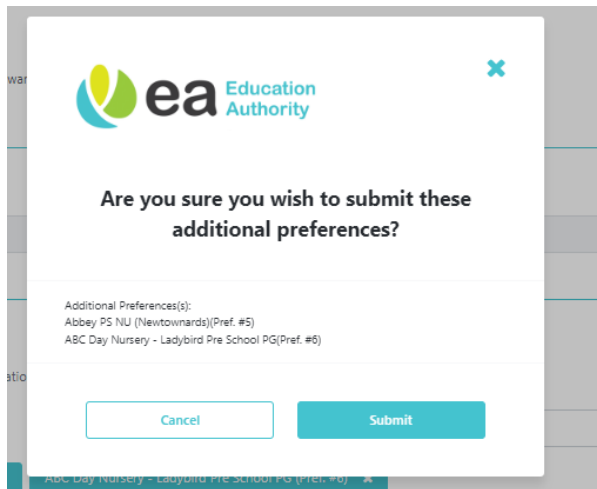 ea Education
Authority
Are you sure you wish to submit these
additional preferences?
Additional Preferences(s):
Abbey PS NU (Newtownards)(Pref. #5)
ABC Day Nursery - Ladybird Pre School PG(Pref. #6)
Cancel
Submit
ABC Day Nursery - Ladybird Pre School PG (Pref. #6)